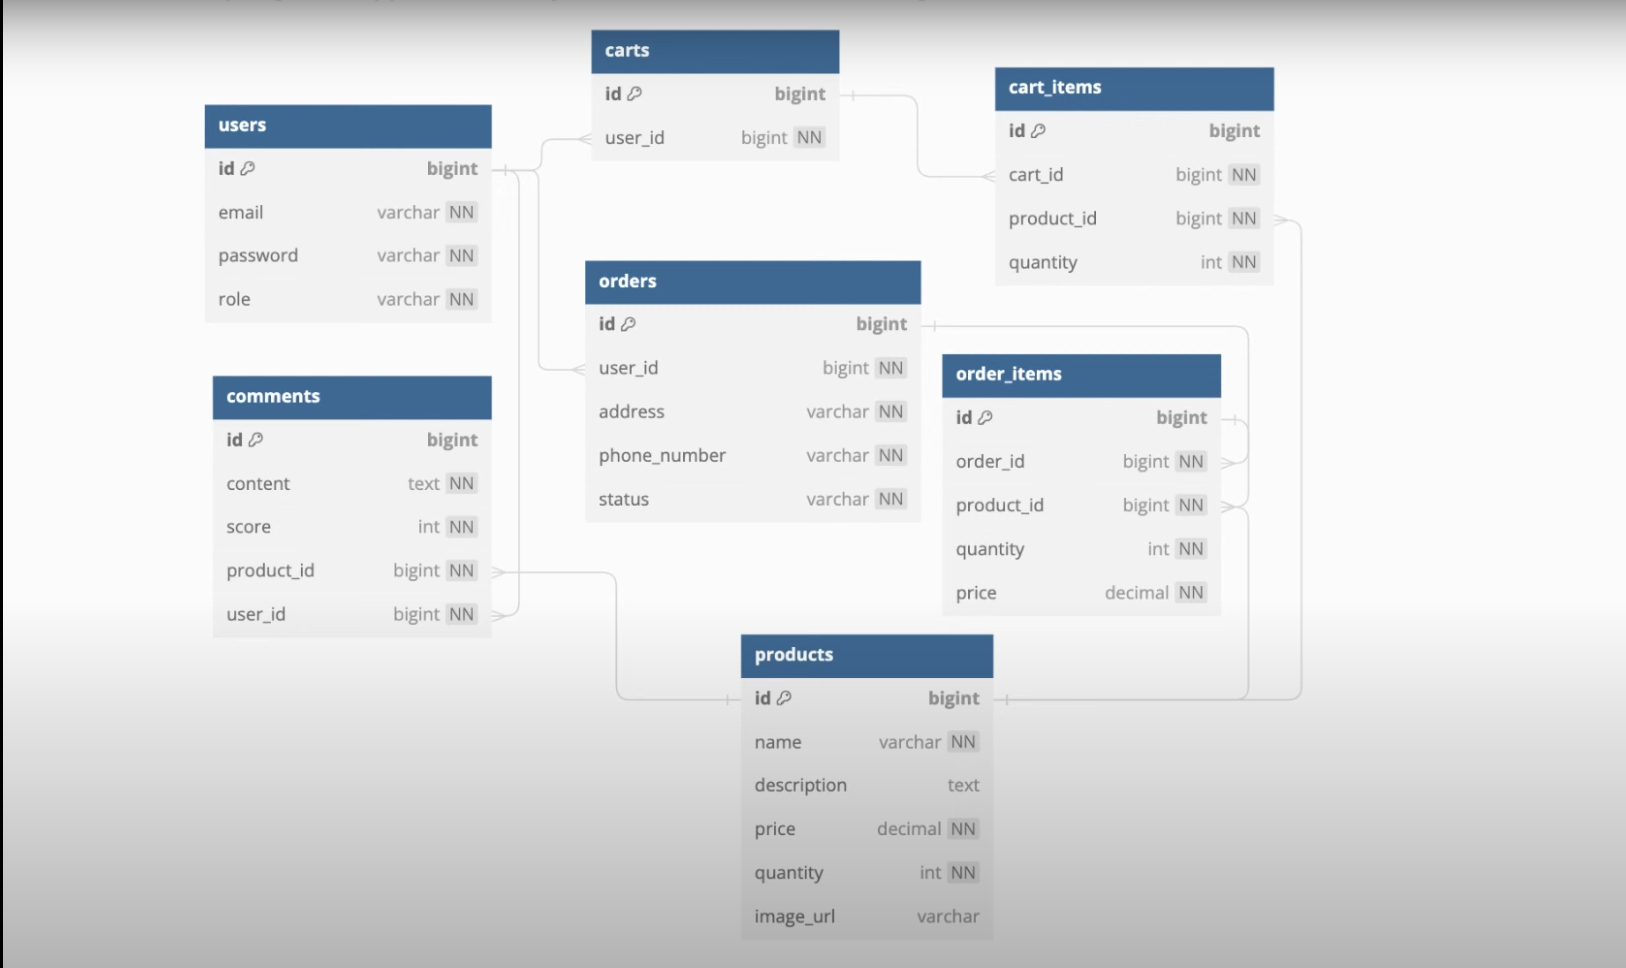 carts
id bigint
user_id bigint NN
cart_items
id bigint
cart_id bigint NN
product_id bigint NN
quantity int NN
users
id bigint
email varchar NN
password varchar NN
role varchar NN
orders
id bigint
user_id bigint NN
address varchar NN
phone_number varchar NN
status varchar NN
order_items
id bigint
order_id bigint NN
product_id bigint NN
quantity int NN
price decimal NN
comments
id bigint
content text NN
score int NN
product_id bigint NN
user_id bigint NN
products
id bigint
name varchar NN
description text
price decimal NN
quantity int NN
image_url varchar